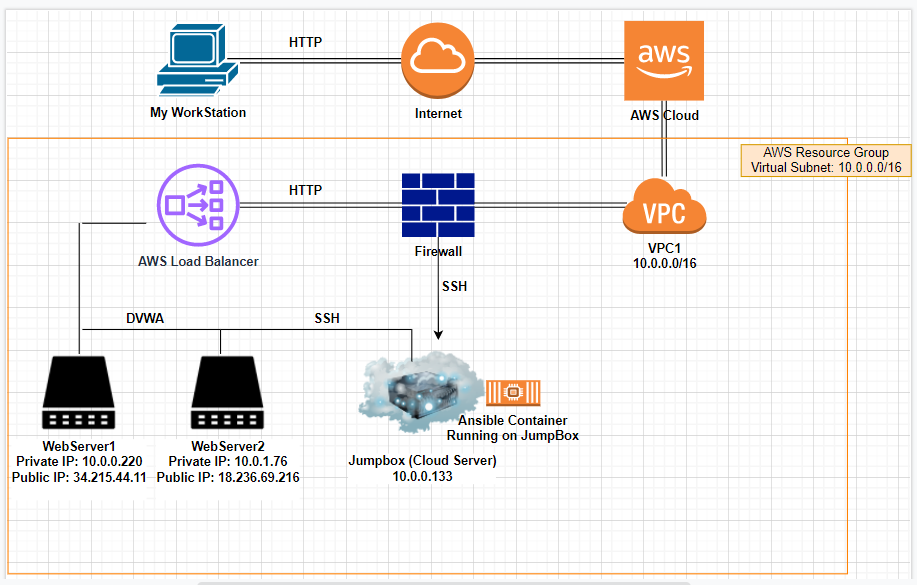 HTTP
aws
My WorkStation
Internet
AWS Cloud
AWS Resource Group
Virtual Subnet: 10.0.0.0/16
HTTP
VPC
AWS Load Balancer
Firewall
VPC1
10.0.0.0/16
SSH
DVWA
SSH
Ansible Container
Running on JumpBox
WebServer1
Private IP: 10.0.0.220
Public IP: 34.215.44.11
WebServer2
Private IP: 10.0.1.76
Public IP: 18.236.69.216
Jumpbox (Cloud Server)
10.0.0.133